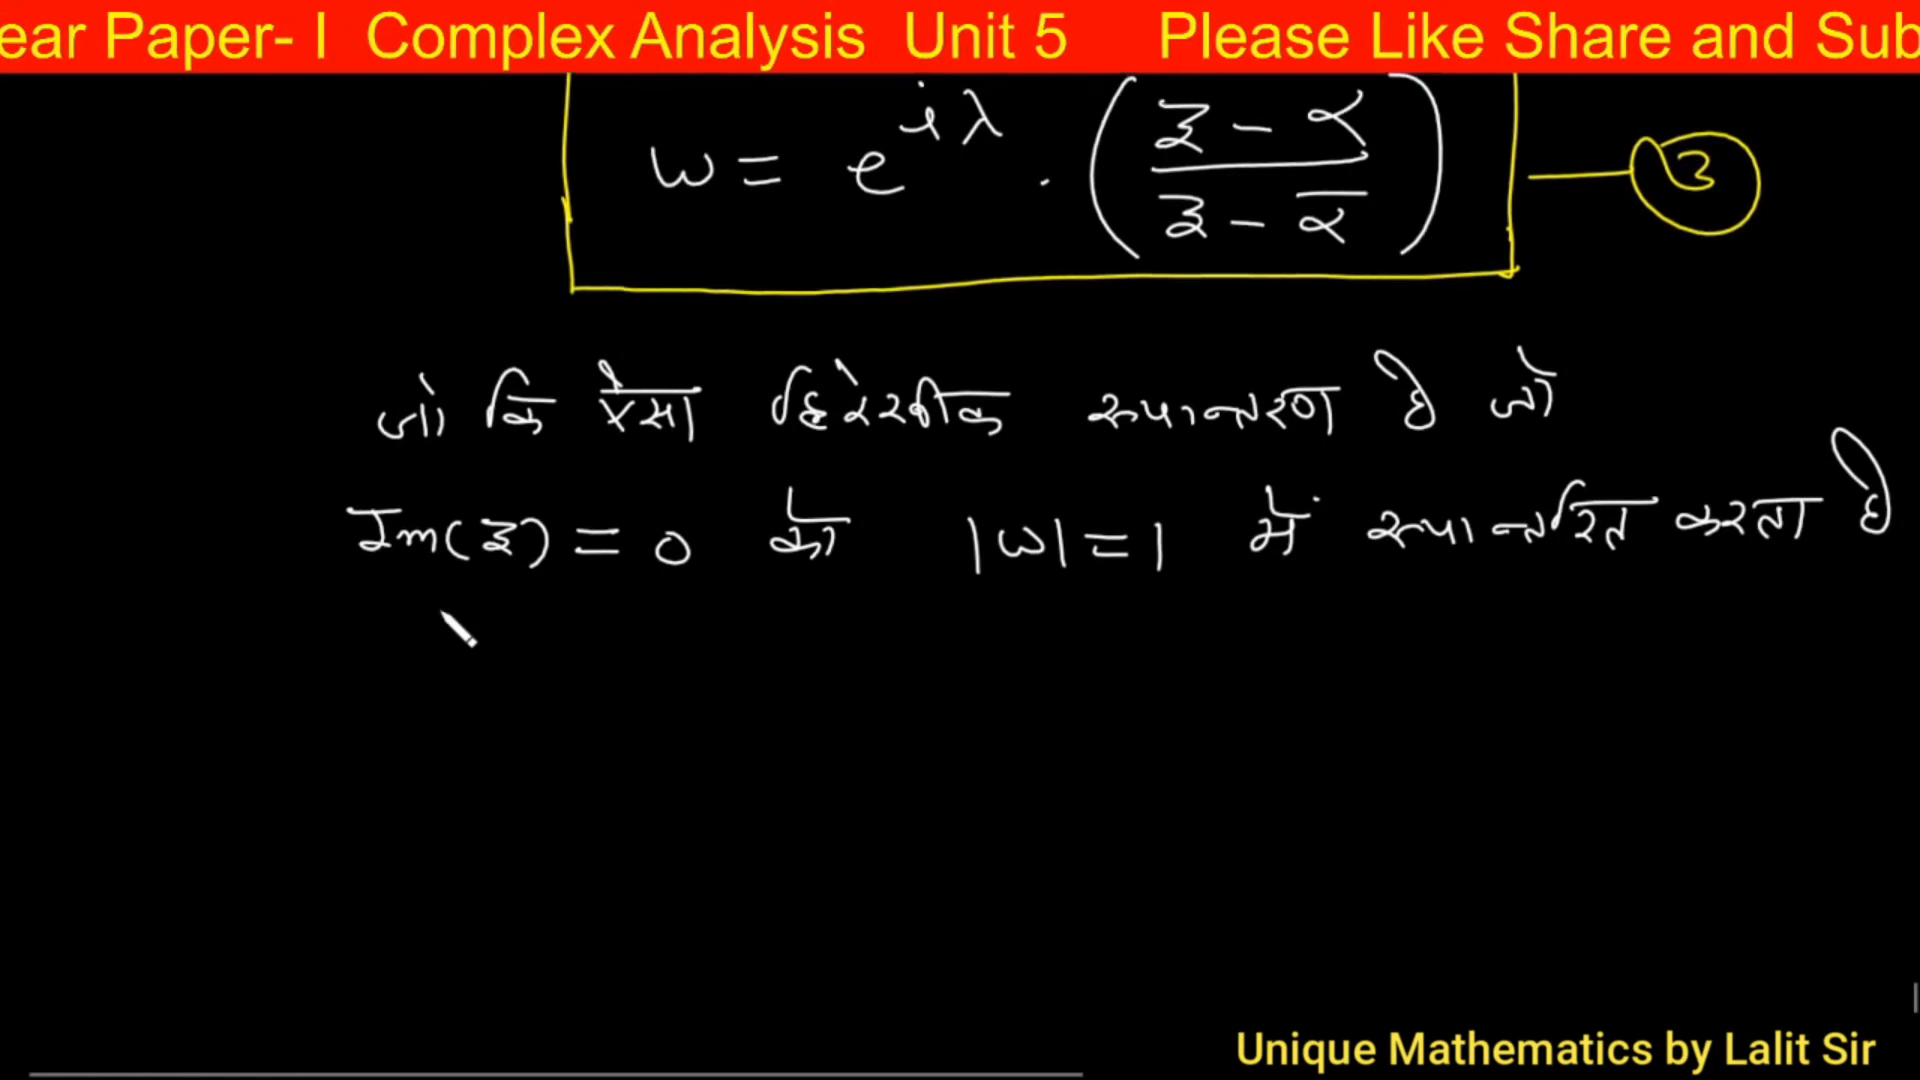 ear Paper- I Complex Analysis Unit 5 Please Like Share and Sub
w = e^{iλ} . ( (z - α) / (z - \overline{α}) ) — 3
जो कि ऐसा द्विरेखीक रूपान्तरण है जो
Im(z) = 0 को |w| = 1 में रूपान्तरित करता है
Unique Mathematics by Lalit Sir